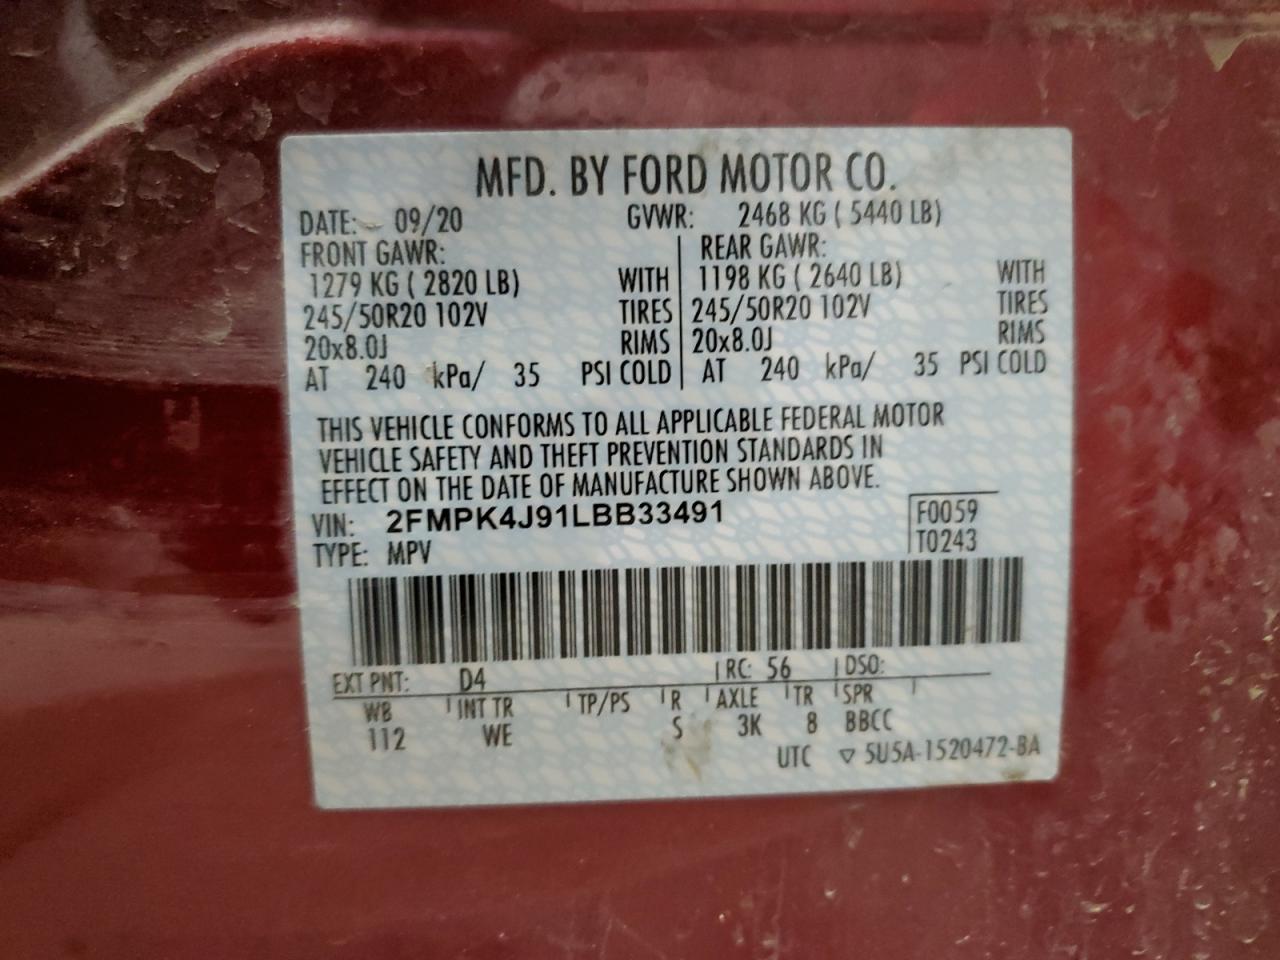 MFD. BY FORD MOTOR CO.
DATE: 09/20 GVWR: 2468 KG ( 5440 LB)
FRONT GAWR: REAR GAWR:
1279 KG ( 2820 LB) WITH 1198 KG ( 2640 LB) WITH
245/50R20 102V TIRES 245/50R20 102V TIRES
20x8.0J RIMS 20x8.0J RIMS
AT 240 kPa/ 35 PSI COLD AT 240 kPa/ 35 PSI COLD
THIS VEHICLE CONFORMS TO ALL APPLICABLE FEDERAL MOTOR
VEHICLE SAFETY AND THEFT PREVENTION STANDARDS IN
EFFECT ON THE DATE OF MANUFACTURE SHOWN ABOVE.
VIN: 2FMPK4J91LBB33491 F0059
TYPE: MPV T0243
EXT PNT: D4 RC: 56 DSO:
WB INT TR TP/PS R AXLE TR SPR
112 WE S 3K 8 BBCC
UTC ▽ 5U5A-1520472-BA